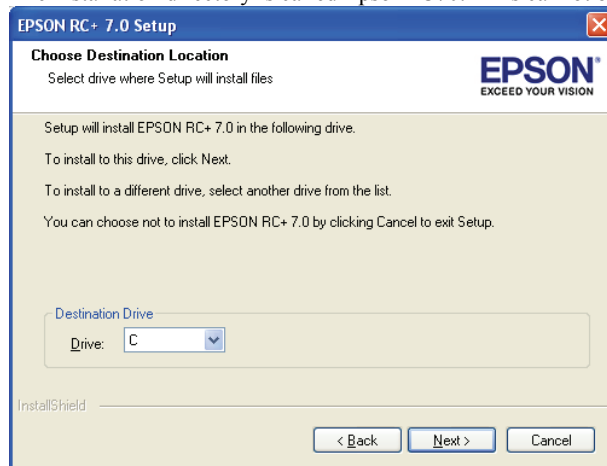 EPSON RC+ 7.0 Setup
Choose Destination Location
Select drive where Setup will install files
EPSON®
EXCEED YOUR VISION
Setup will install EPSON RC+ 7.0 in the following drive.
To install to this drive, click Next.
To install to a different drive, select another drive from the list.
You can choose not to install EPSON RC+ 7.0 by clicking Cancel to exit Setup.
Destination Drive
Drive: C
InstallShield
< Back Next > Cancel